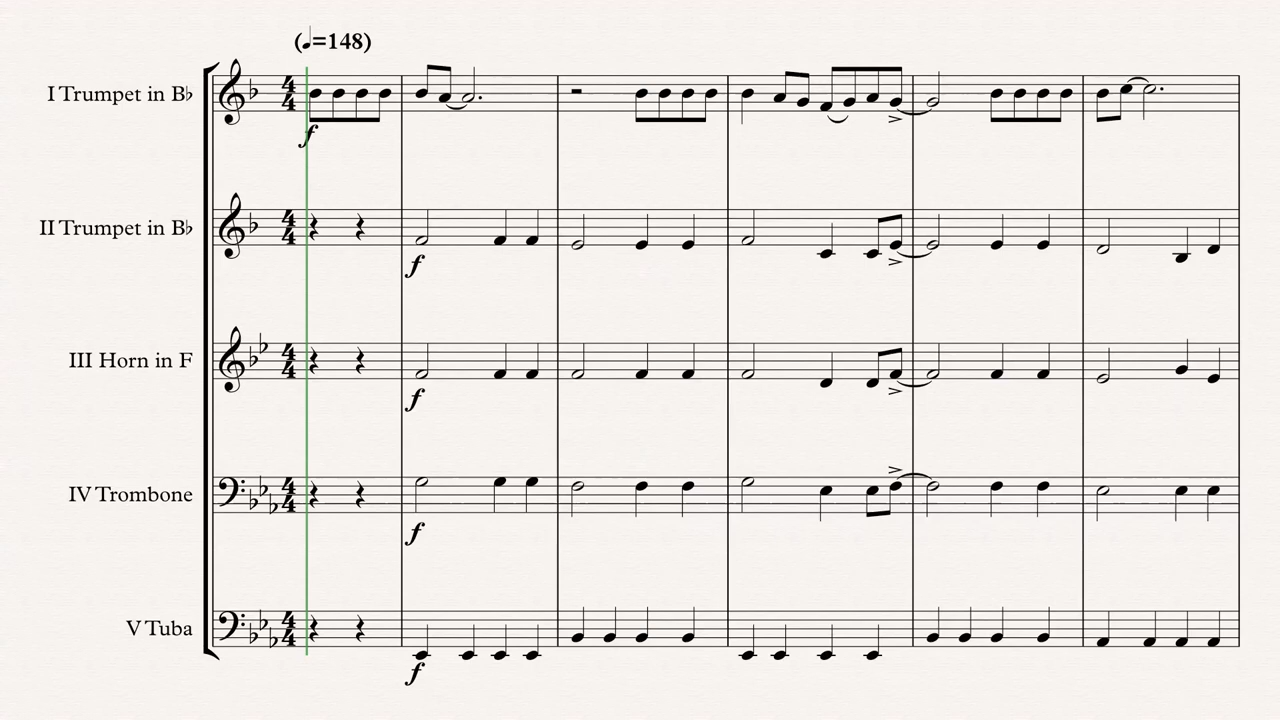 (♩=148)
I Trumpet in B♭
f
II Trumpet in B♭
f
III Horn in F
f
IV Trombone
f
V Tuba
f